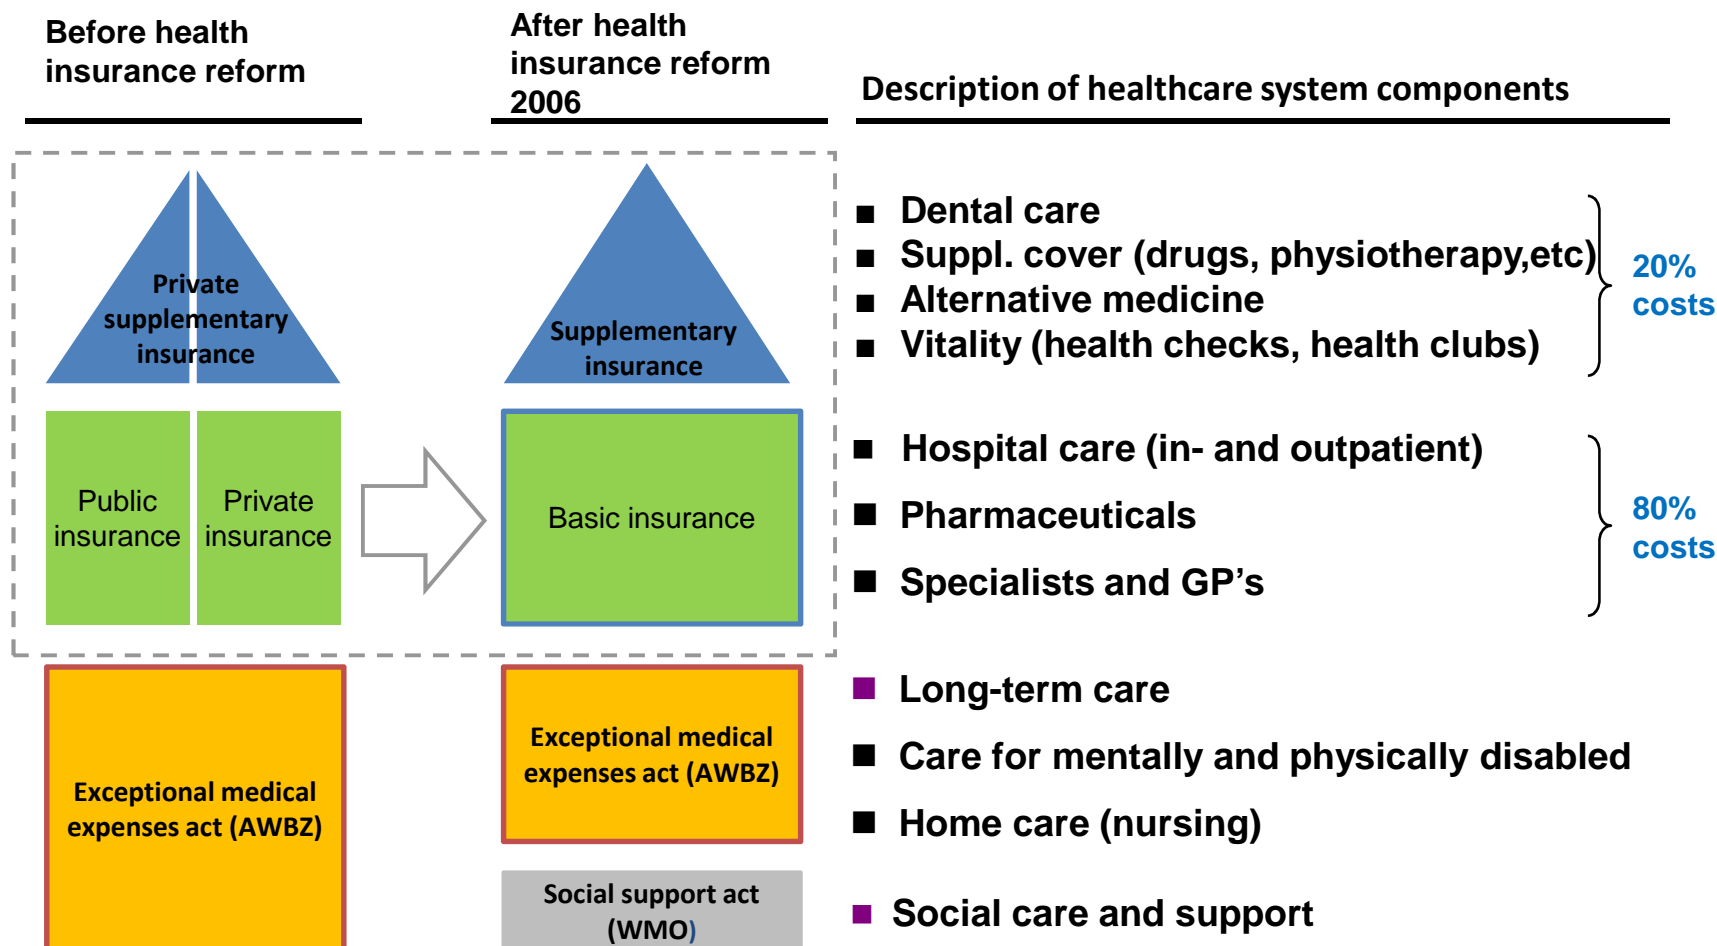 Before health
insurance reform
After health
insurance reform
2006
Description of healthcare system components
Private
supplementary
insurance
Supplementary
insurance
■ Dental care
■ Suppl. cover (drugs, physiotherapy,etc)
■ Alternative medicine
■ Vitality (health checks, health clubs)
20%
costs
Public
insurance
Private
insurance
Basic insurance
■ Hospital care (in- and outpatient)
■ Pharmaceuticals
■ Specialists and GP’s
80%
costs
Exceptional medical
expenses act (AWBZ)
Exceptional medical
expenses act (AWBZ)
■ Long-term care
■ Care for mentally and physically disabled
■ Home care (nursing)
Social support act
(WMO)
■ Social care and support